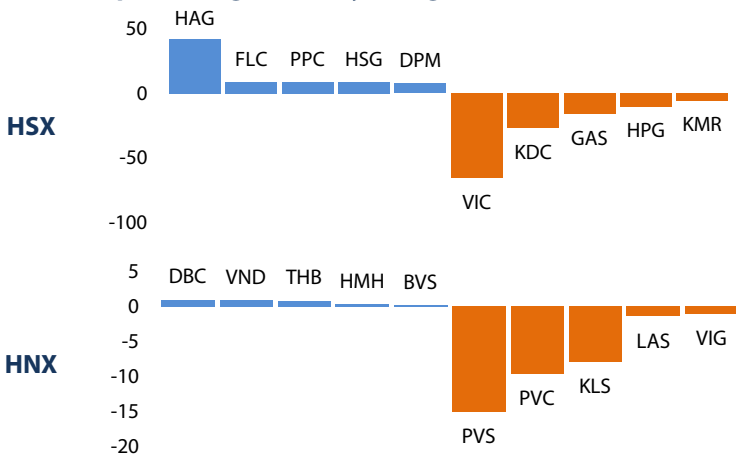 50
HAG
FLC PPC HSG DPM
0
HSX
-50
KDC GAS HPG KMR
VIC
-100
5
DBC VND THB HMH BVS
0
-5
LAS VIG
HNX
-10
PVC KLS
-15
PVS
-20